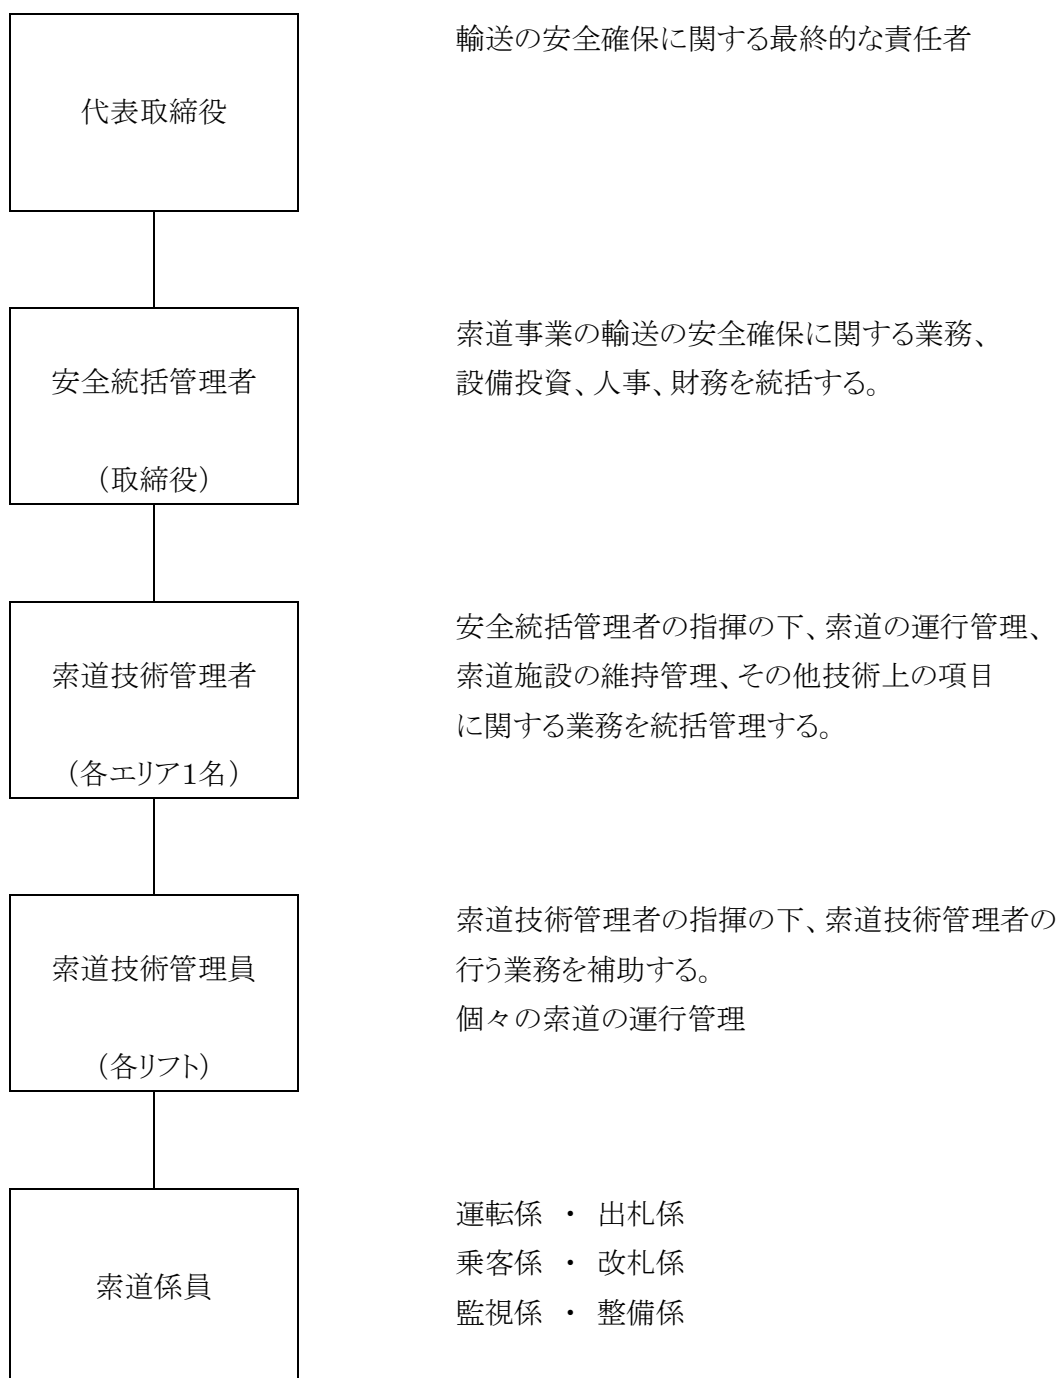 代表取締役
輸送の安全確保に関する最終的な責任者
安全統括管理者
（取締役）
索道事業の輸送の安全確保に関する業務、
設備投資、人事、財務を統括する。
索道技術管理者
（各エリア１名）
安全統括管理者の指揮の下、索道の運行管理、
索道施設の維持管理、その他技術上の項目
に関する業務を統括管理する。
索道技術管理員
（各リフト）
索道技術管理者の指揮の下、索道技術管理者の
行う業務を補助する。
個々の索道の運行管理
索道係員
運転係 ・ 出札係
乗客係 ・ 改札係
監視係 ・ 整備係